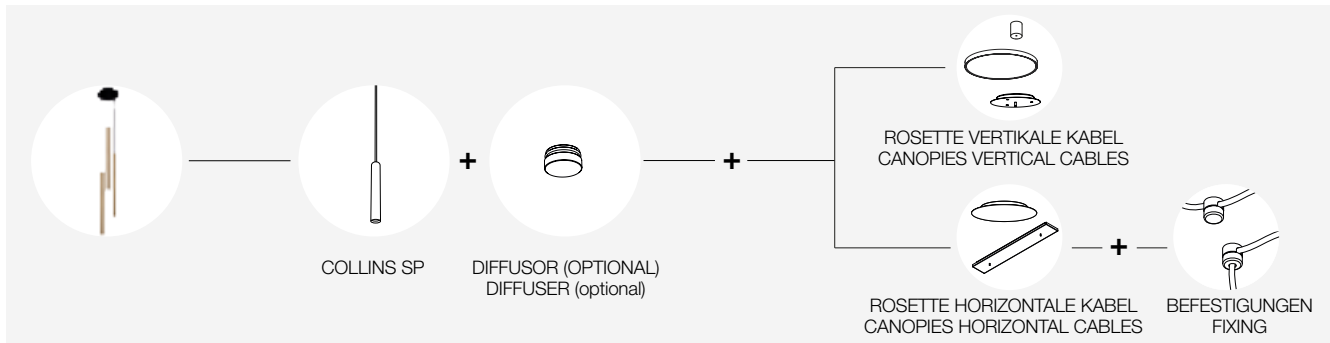 ROSETTE VERTIKALE KABEL
CANOPIES VERTICAL CABLES
+
+
COLLINS SP
DIFFUSOR (OPTIONAL)
DIFFUSER (optional)
+
ROSETTE HORIZONTALE KABEL
CANOPIES HORIZONTAL CABLES
BEFESTIGUNGEN
FIXING